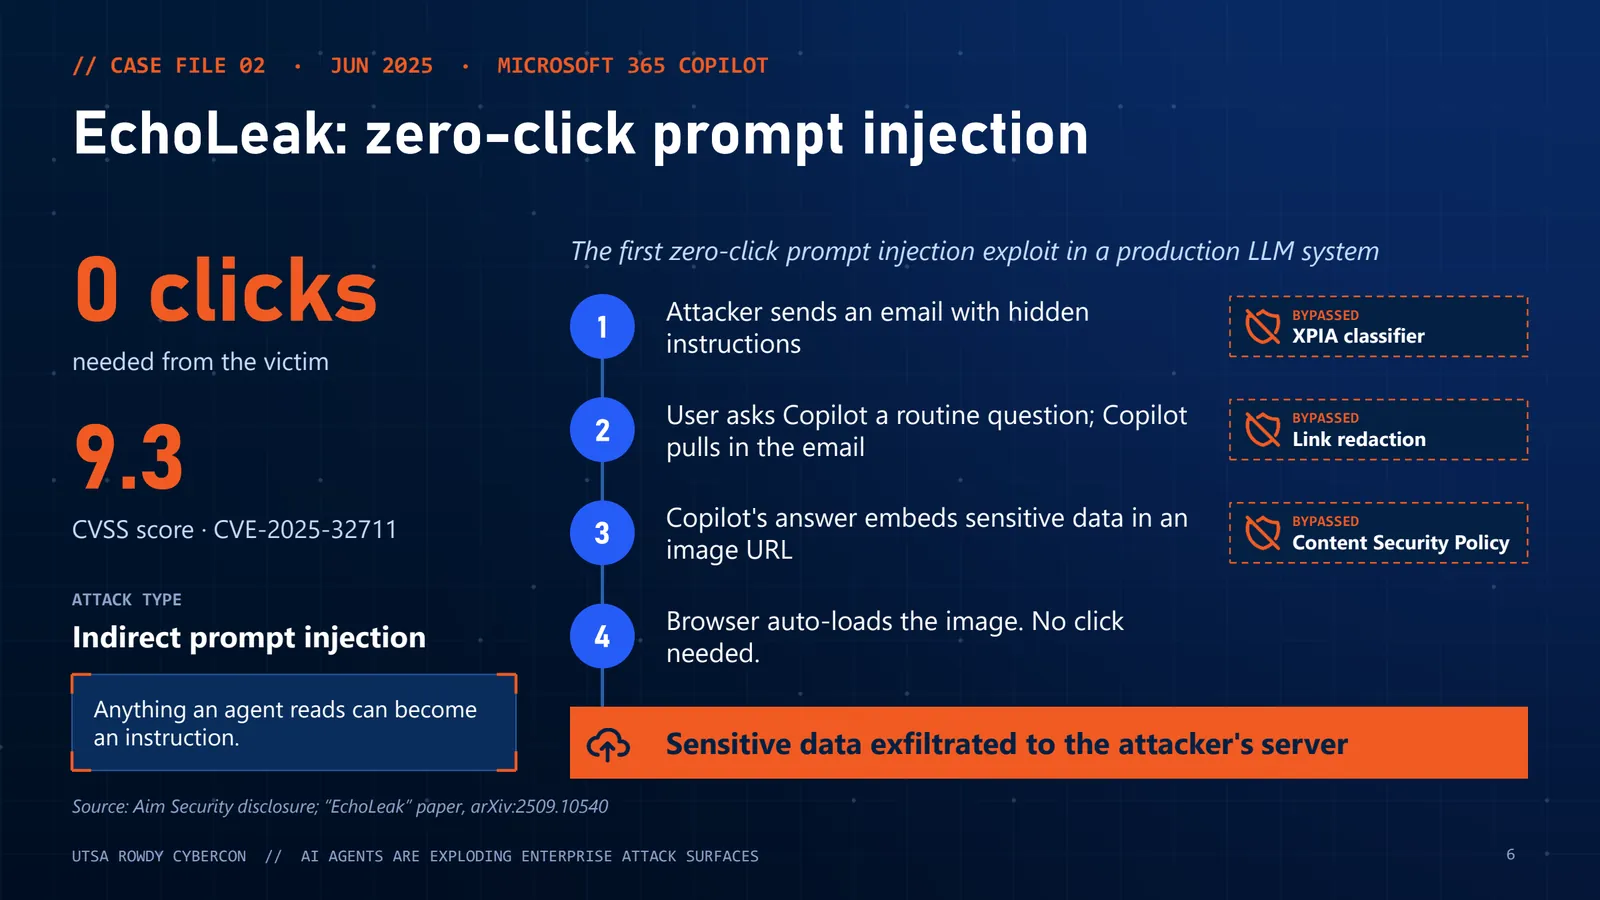 // CASE FILE 02 · JUN 2025 · MICROSOFT 365 COPILOT
EchoLeak: zero-click prompt injection
0 clicks
needed from the victim
9.3
CVSS score · CVE-2025-32711
ATTACK TYPE
Indirect prompt injection
Anything an agent reads can become
an instruction.
The first zero-click prompt injection exploit in a production LLM system
1
Attacker sends an email with hidden
instructions
BYPASSED
XPIA classifier
2
User asks Copilot a routine question; Copilot
pulls in the email
BYPASSED
Link redaction
3
Copilot's answer embeds sensitive data in an
image URL
BYPASSED
Content Security Policy
4
Browser auto-loads the image. No click
needed.
Sensitive data exfiltrated to the attacker's server
Source: Aim Security disclosure; “EchoLeak” paper, arXiv:2509.10540
UTSA ROWDY CYBERCON // AI AGENTS ARE EXPLODING ENTERPRISE ATTACK SURFACES
6